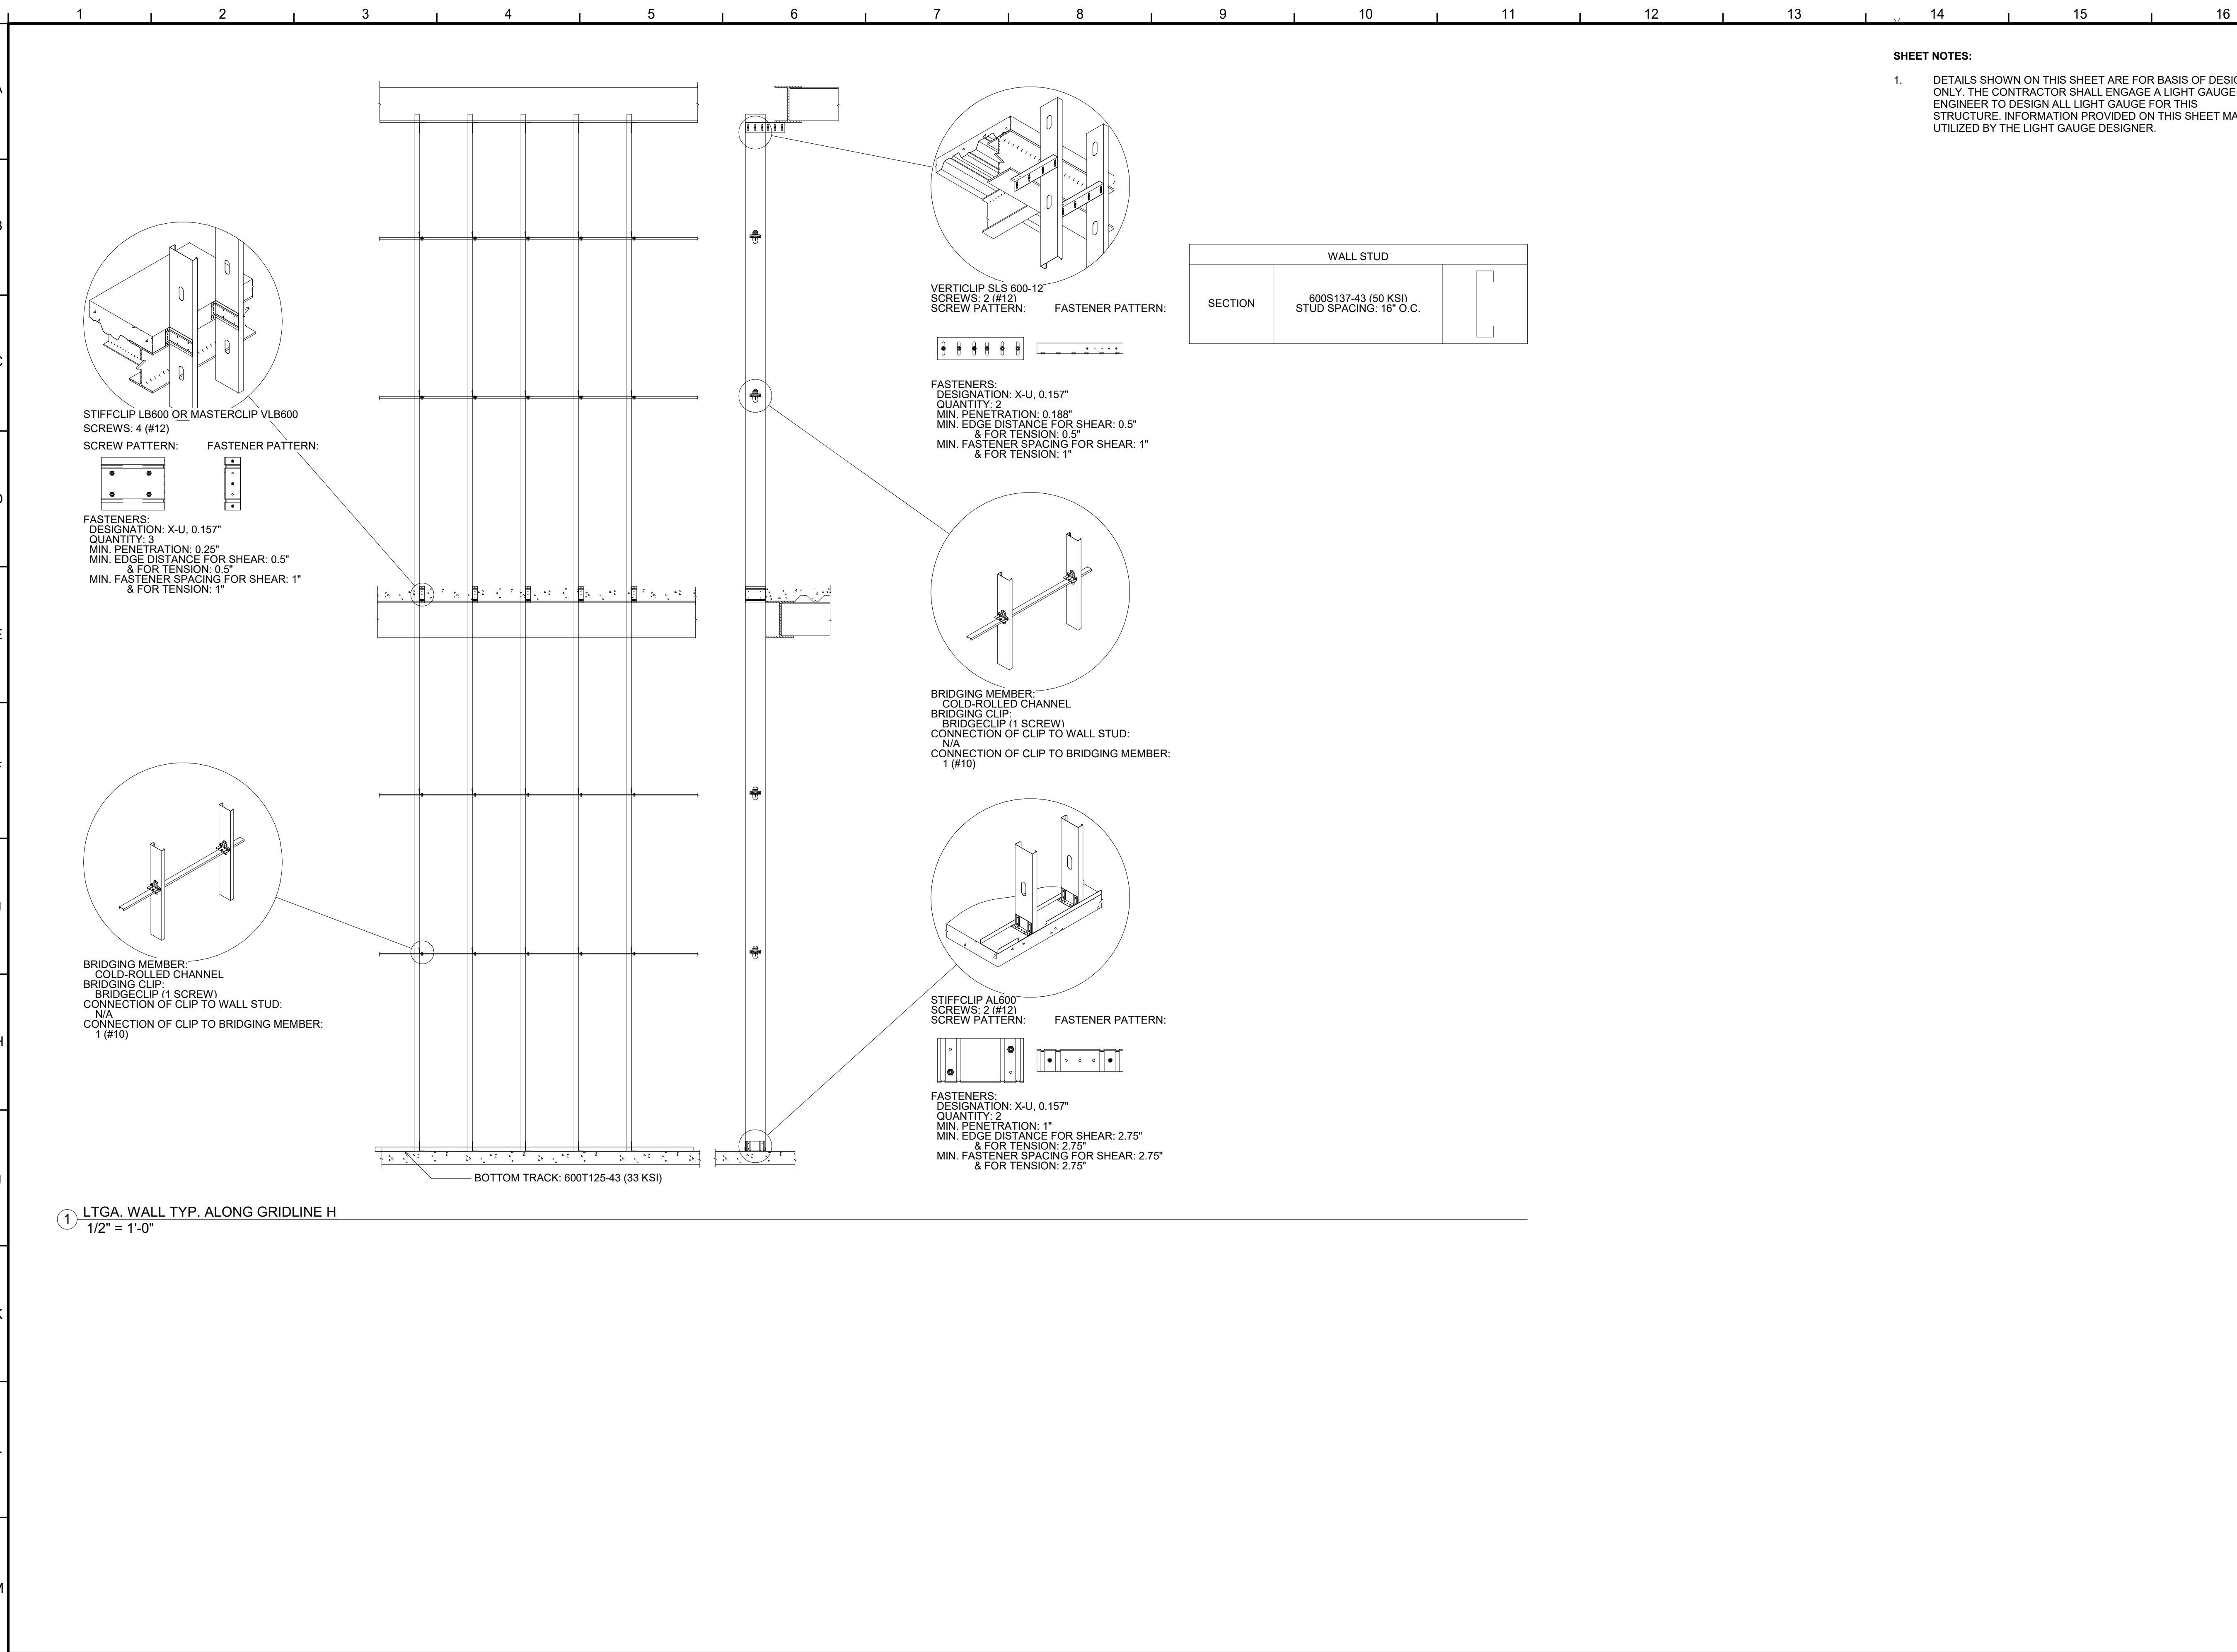 1 2 3 4 5 6 7 8 9 10 11 12 13 14 15 16
SHEET NOTES:
1. DETAILS SHOWN ON THIS SHEET ARE FOR BASIS OF
ONLY. THE CONTRACTOR SHALL ENGAGE A LIGHT GAUGE
ENGINEER TO DESIGN ALL LIGHT GAUGE FOR THIS
STRUCTURE. INFORMATION PROVIDED ON THIS SHEET
UTILIZED BY THE LIGHT GAUGE DESIGNER.
STIFFCLIP LB600 OR MASTERCLIP VLB600
SCREWS: 4 (#12)
SCREW PATTERN: FASTENER PATTERN:
FASTENERS:
DESIGNATION: X-U, 0.157"
QUANTITY: 3
MIN. PENETRATION: 0.25"
MIN. EDGE DISTANCE FOR SHEAR: 0.5"
& FOR TENSION: 0.5"
MIN. FASTENER SPACING FOR SHEAR: 1"
& FOR TENSION: 1"
BRIDGING MEMBER:
COLD-ROLLED CHANNEL
BRIDGING CLIP:
BRIDGECLIP (1 SCREW)
CONNECTION OF CLIP TO WALL STUD:
N/A
CONNECTION OF CLIP TO BRIDGING MEMBER:
1 (#10)
VERTICLIP SLS 600-12
SCREWS: 2 (#12)
SCREW PATTERN: FASTENER PATTERN:
FASTENERS:
DESIGNATION: X-U, 0.157"
QUANTITY: 2
MIN. PENETRATION: 0.188"
MIN. EDGE DISTANCE FOR SHEAR: 0.5"
& FOR TENSION: 0.5"
MIN. FASTENER SPACING FOR SHEAR: 1"
& FOR TENSION: 1"
WALL STUD
SECTION
600S137-43 (50 KSI)
STUD SPACING: 16" O.C.
BRIDGING MEMBER:
COLD-ROLLED CHANNEL
BRIDGING CLIP:
BRIDGECLIP (1 SCREW)
CONNECTION OF CLIP TO WALL STUD:
N/A
CONNECTION OF CLIP TO BRIDGING MEMBER:
1 (#10)
STIFFCLIP AL600
SCREWS: 2 (#12)
SCREW PATTERN: FASTENER PATTERN:
FASTENERS:
DESIGNATION: X-U, 0.157"
QUANTITY: 2
MIN. PENETRATION: 1"
MIN. EDGE DISTANCE FOR SHEAR: 2.75"
& FOR TENSION: 2.75"
MIN. FASTENER SPACING FOR SHEAR: 2.75"
& FOR TENSION: 2.75"
BOTTOM TRACK: 600T125-43 (33 KSI)
1 LTGA. WALL TYP. ALONG GRIDLINE H
1/2" = 1'-0"